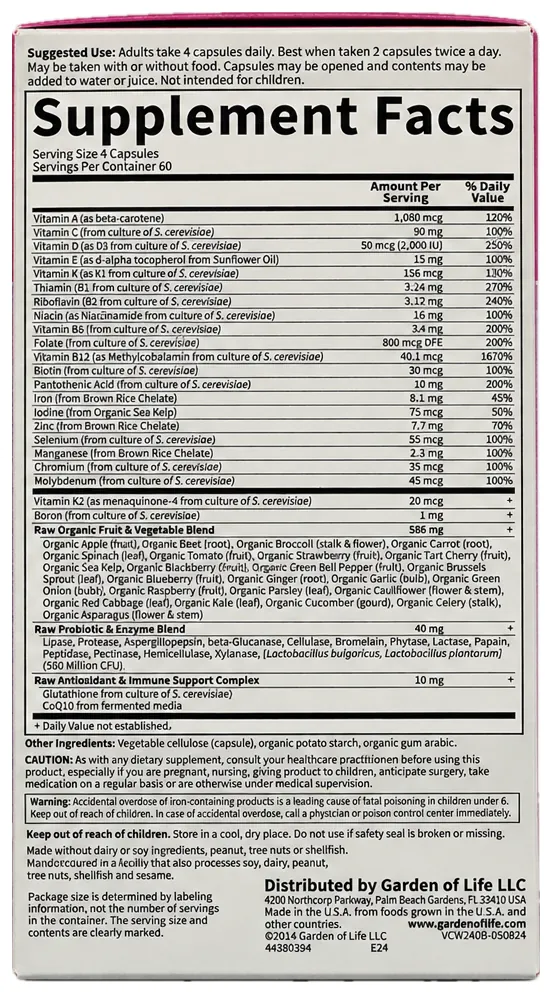 Suggested Use: Adults take 4 capsules daily. Best when taken 2 capsules twice a day.
May be taken with or without food. Capsules may be opened and contents may be
added to water or juice. Not intended for children.
Supplement Facts
Serving Size 4 Capsules
Servings Per Container 60
Amount Per Serving % Daily Value
Vitamin A (as beta-carotene) 1,080 mcg 120%
Vitamin C (from culture of S. cerevisiae) 90 mg 100%
Vitamin D (as D3 from culture of S. cerevisiae) 50 mcg (2,000 IU) 250%
Vitamin E (as d-alpha tocopherol from Sunflower Oil) 15 mg 100%
Vitamin K (as K1 from culture of S. cerevisiae) 156 mcg 130%
Thiamin (B1 from culture of S. cerevisiae) 3.24 mg 270%
Riboflavin (B2 from culture of S. cerevisiae) 3.12 mg 240%
Niacin (as Niacinamide from culture of S. cerevisiae) 16 mg 100%
Vitamin B6 (from culture of S. cerevisiae) 3.4 mg 200%
Folate (from culture of S. cerevisiae) 800 mcg DFE 200%
Vitamin B12 (as Methylcobalamin from culture of S. cerevisiae) 40.1 mcg 1670%
Biotin (from culture of S. cerevisiae) 30 mcg 100%
Pantothenic Acid (from culture of S. cerevisiae) 10 mg 200%
Iron (from Brown Rice Chelate) 8.1 mg 45%
Iodine (from Organic Sea Kelp) 75 mcg 50%
Zinc (from Brown Rice Chelate) 7.7 mg 70%
Selenium (from culture of S. cerevisiae) 55 mcg 100%
Manganese (from Brown Rice Chelate) 2.3 mg 100%
Chromium (from culture of S. cerevisiae) 35 mcg 100%
Molybdenum (from culture of S. cerevisiae) 45 mcg 100%
Vitamin K2 (as menaquinone-4 from culture of S. cerevisiae) 20 mcg +
Boron (from culture of S. cerevisiae) 1 mg +
Raw Organic Fruit & Vegetable Blend 586 mg +
Organic Apple (fruit), Organic Beet (root), Organic Broccoli (stalk & flower), Organic Carrot (root),
Organic Spinach (leaf), Organic Tomato (fruit), Organic Strawberry (fruit), Organic Tart Cherry (fruit),
Organic Sea Kelp, Organic Blackberry (fruit), Organic Green Bell Pepper (fruit), Organic Brussels
Sprout (leaf), Organic Blueberry (fruit), Organic Ginger (root), Organic Garlic (bulb), Organic Green
Onion (bulb), Organic Raspberry (fruit), Organic Parsley (leaf), Organic Cauliflower (flower & stem),
Organic Red Cabbage (leaf), Organic Kale (leaf), Organic Cucumber (gourd), Organic Celery (stalk),
Organic Asparagus (flower & stem)
Raw Probiotic & Enzyme Blend 40 mg +
Lipase, Protease, Aspergillopepsin, beta-Glucanase, Cellulase, Bromelain, Phytase, Lactase, Papain,
Peptidase, Pectinase, Hemicellulase, Xylanase, [Lactobacillus bulgaricus, Lactobacillus plantarum]
(560 Million CFU).
Raw Antioxidant & Immune Support Complex 10 mg +
Glutathione from culture of S. cerevisiae)
CoQ10 from fermented media
+ Daily Value not established.
Other Ingredients: Vegetable cellulose (capsule), organic potato starch, organic gum arabic.
CAUTION: As with any dietary supplement, consult your healthcare practitionen before using this
product, especially if you are pregnant, nursing, giving product to children, anticipate surgery, take
medication on a regular basis or are otherwise under medical supervision.
Warning: Accidental overdose of iron-containing products is a leading cause of fatal poisoning in children under 6.
Keep out of reach of children. In case of accidental overdose, call a physician or poison control center immediately.
Keep out of reach of children. Store in a cool, dry place. Do not use if safety seal is broken or missing.
Made without dairy or soy ingredients, peanut, tree nuts or shellfish.
in a that also processes soy, dairy, peanut,
tree nuts, shellfish and sesame.
Package size is determined by labeling
information, not the number of servings
in the container. The serving size and
contents are clearly marked.
Distributed by Garden of Life LLC
4200 Northcorp Parkway, Palm Beach Gardens, FL 33410 USA
Made in the U.S.A. from foods grown in the U.S.A. and
other countries. www.gardenoflife.com
©2014 Garden of Life LLC VCW240B-0S0824
44380394 E24